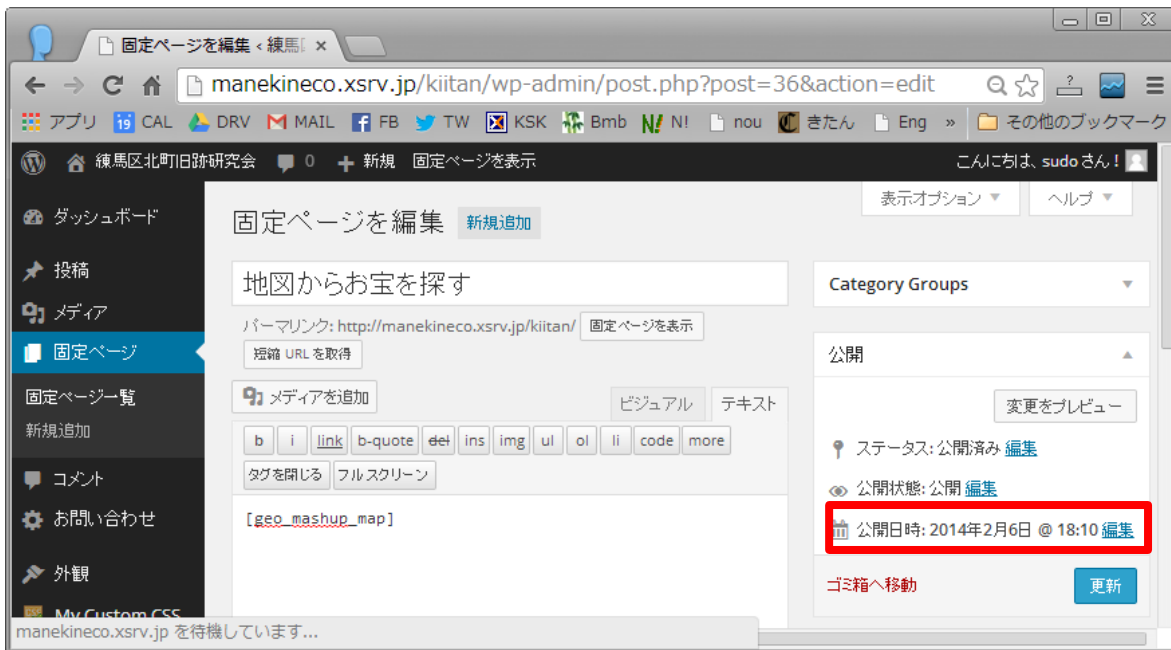 固定ページを編集 ‹ 練馬
manekineco.xsrv.jp/kiitan/wp-admin/post.php?post=36&action=edit
アプリ 19 CAL DRV MAIL FB TW KSK Bmb N! N! nou きたん Eng » その他のブックマーク
練馬区北町旧跡研究会 0 新規 固定ページを表示 こんにちは、sudo さん !
表示オプション ヘルプ
ダッシュボード
固定ページを編集 新規追加
投稿
地図からお宝を探す
Category Groups
メディア
パーマリンク: http://manekineco.xsrv.jp/kiitan/ 固定ページを表示
固定ページ
短縮 URL を取得
公開
固定ページ一覧
メディアを追加
ビジュアル テキスト
変更をプレビュー
新規追加
b i link b-quote del ins img ul ol li code more
ステータス: 公開済み 編集
コメント
タグを閉じる フルスクリーン
公開状態: 公開 編集
お問い合わせ
[geo_mashup_map]
公開日時: 2014年2月6日 @ 18:10 編集
外観
ゴミ箱へ移動 更新
My Custom CSS
manekineco.xsrv.jp を待機しています...